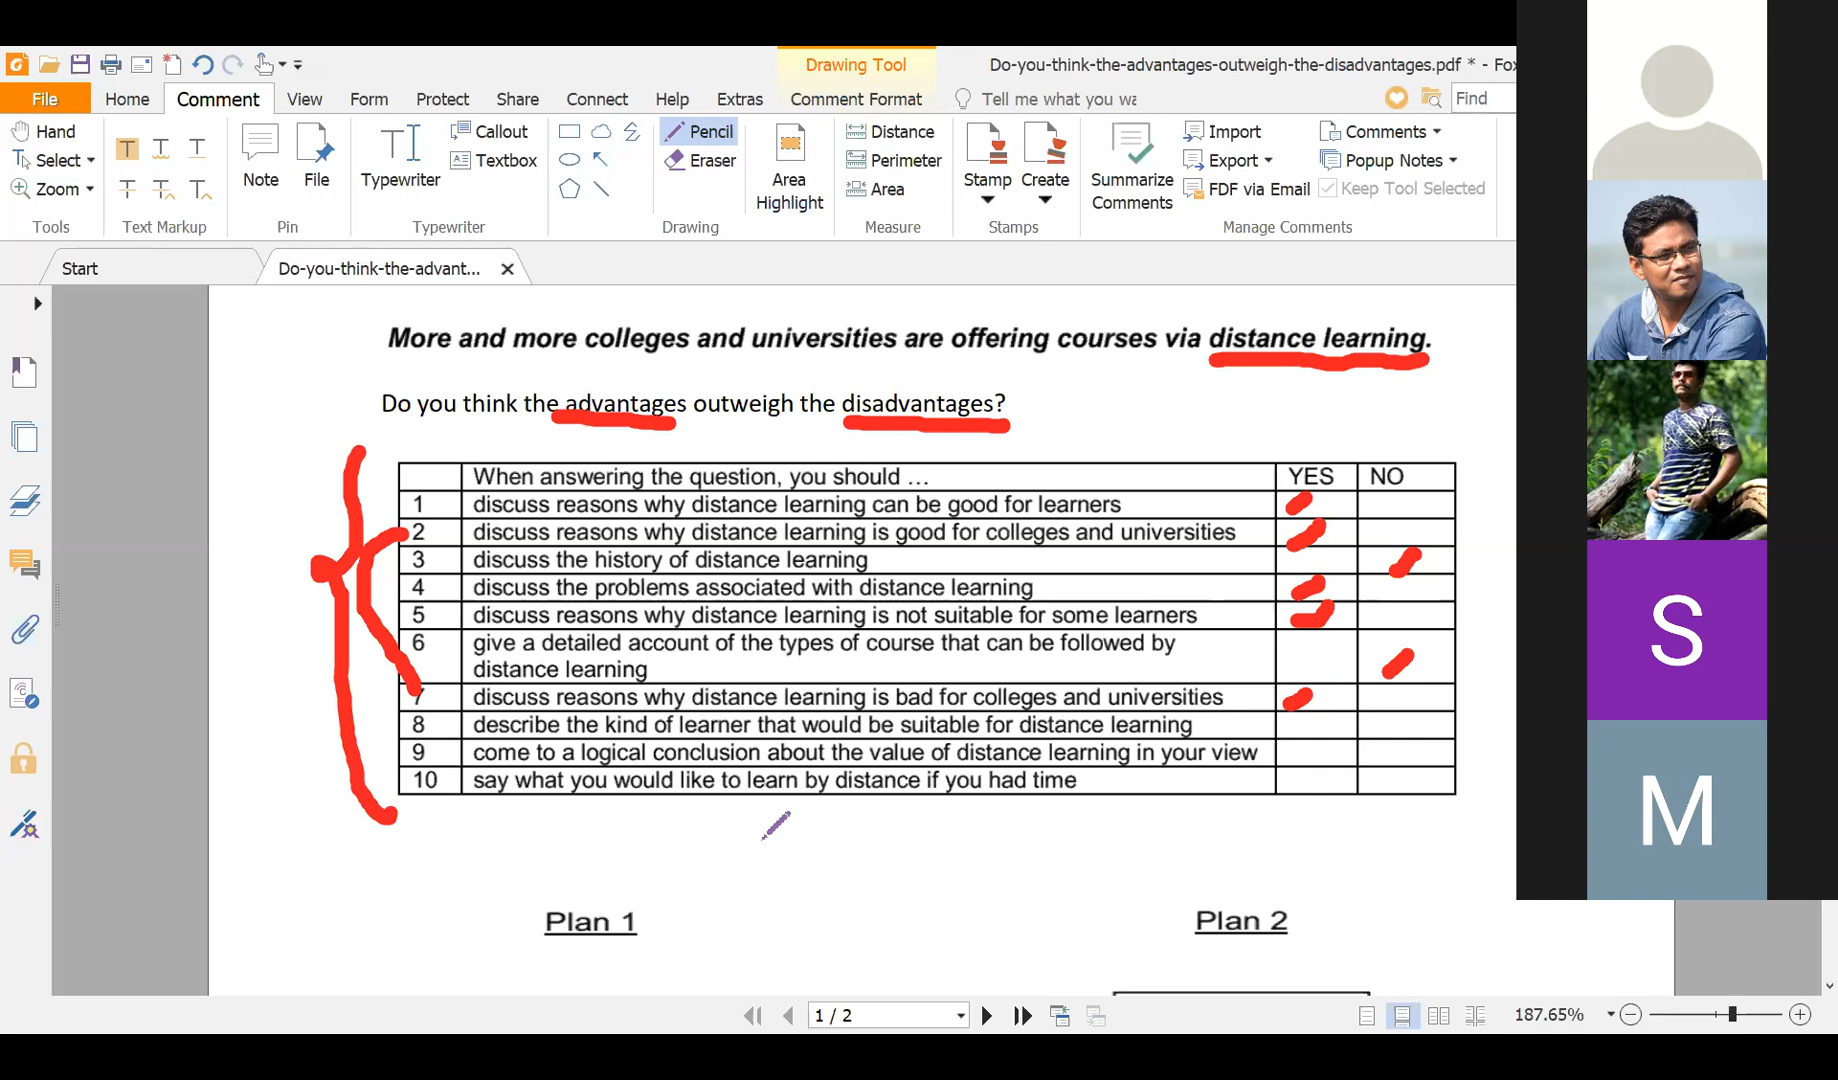 Drawing Tool
Do-you-think-the-advantages-outweigh-the-disadvantages.pdf * - Fox
File Home Comment View Form Protect Share Connect Help Extras Comment Format Tell me what you wa Find
Hand
Select
Zoom
Tools
Text Markup
Note
File
Pin
Typewriter
Typewriter
Callout
Textbox
Pencil
Eraser
Drawing
Area
Highlight
Distance
Perimeter
Area
Measure
Stamp
Create
Stamps
Summarize
Comments
Import
Export
FDF via Email
Comments
Popup Notes
Keep Tool Selected
Manage Comments
Start
Do-you-think-the-advant...
More and more colleges and universities are offering courses via distance learning.
Do you think the advantages outweigh the disadvantages?
When answering the question, you should … YES NO
1 discuss reasons why distance learning can be good for learners
2 discuss reasons why distance learning is good for colleges and universities
3 discuss the history of distance learning
4 discuss the problems associated with distance learning
5 discuss reasons why distance learning is not suitable for some learners
6 give a detailed account of the types of course that can be followed by
distance learning
7 discuss reasons why distance learning is bad for colleges and universities
8 describe the kind of learner that would be suitable for distance learning
9 come to a logical conclusion about the value of distance learning in your view
10 say what you would like to learn by distance if you had time
Plan 1
Plan 2
S
M
1 / 2
187.65%